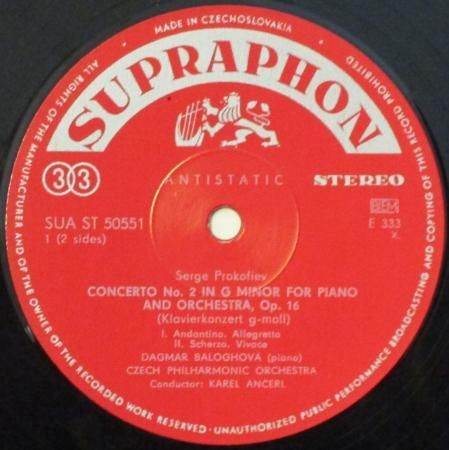 MADE IN CZECHOSLOVAKIA
ALL RIGHTS OF THE MANUFACTURER AND OF THE OWNER OF THE RECORDED WORK RESERVED · UNAUTHORIZED PUBLIC PERFORMANCE BROADCASTING AND COPYING OF THIS RECORD PROHIBITED
SUPRAPHON
33
ANTISTATIC
STEREO
SUA ST 50551
1 (2 sides)
BIEM
E 333
x.
Serge Prokofiev
CONCERTO No. 2 IN G MINOR FOR PIANO
AND ORCHESTRA, Op. 16
(Klavierkonzert g-moll)
I. Andantino. Allegretto
II. Scherzo. Vivace
DAGMAR BALOGHOVÁ (piano)
CZECH PHILHARMONIC ORCHESTRA
Conductor: KAREL ANČERL